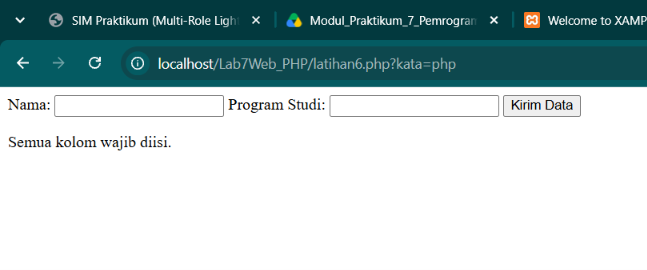 SIM Praktikum (Multi-Role Light
Modul_Praktikum_7_Pemrogram
Welcome to XAMP
localhost/Lab7Web_PHP/latihan6.php?kata=php
Nama: Program Studi: Kirim Data
Semua kolom wajib diisi.